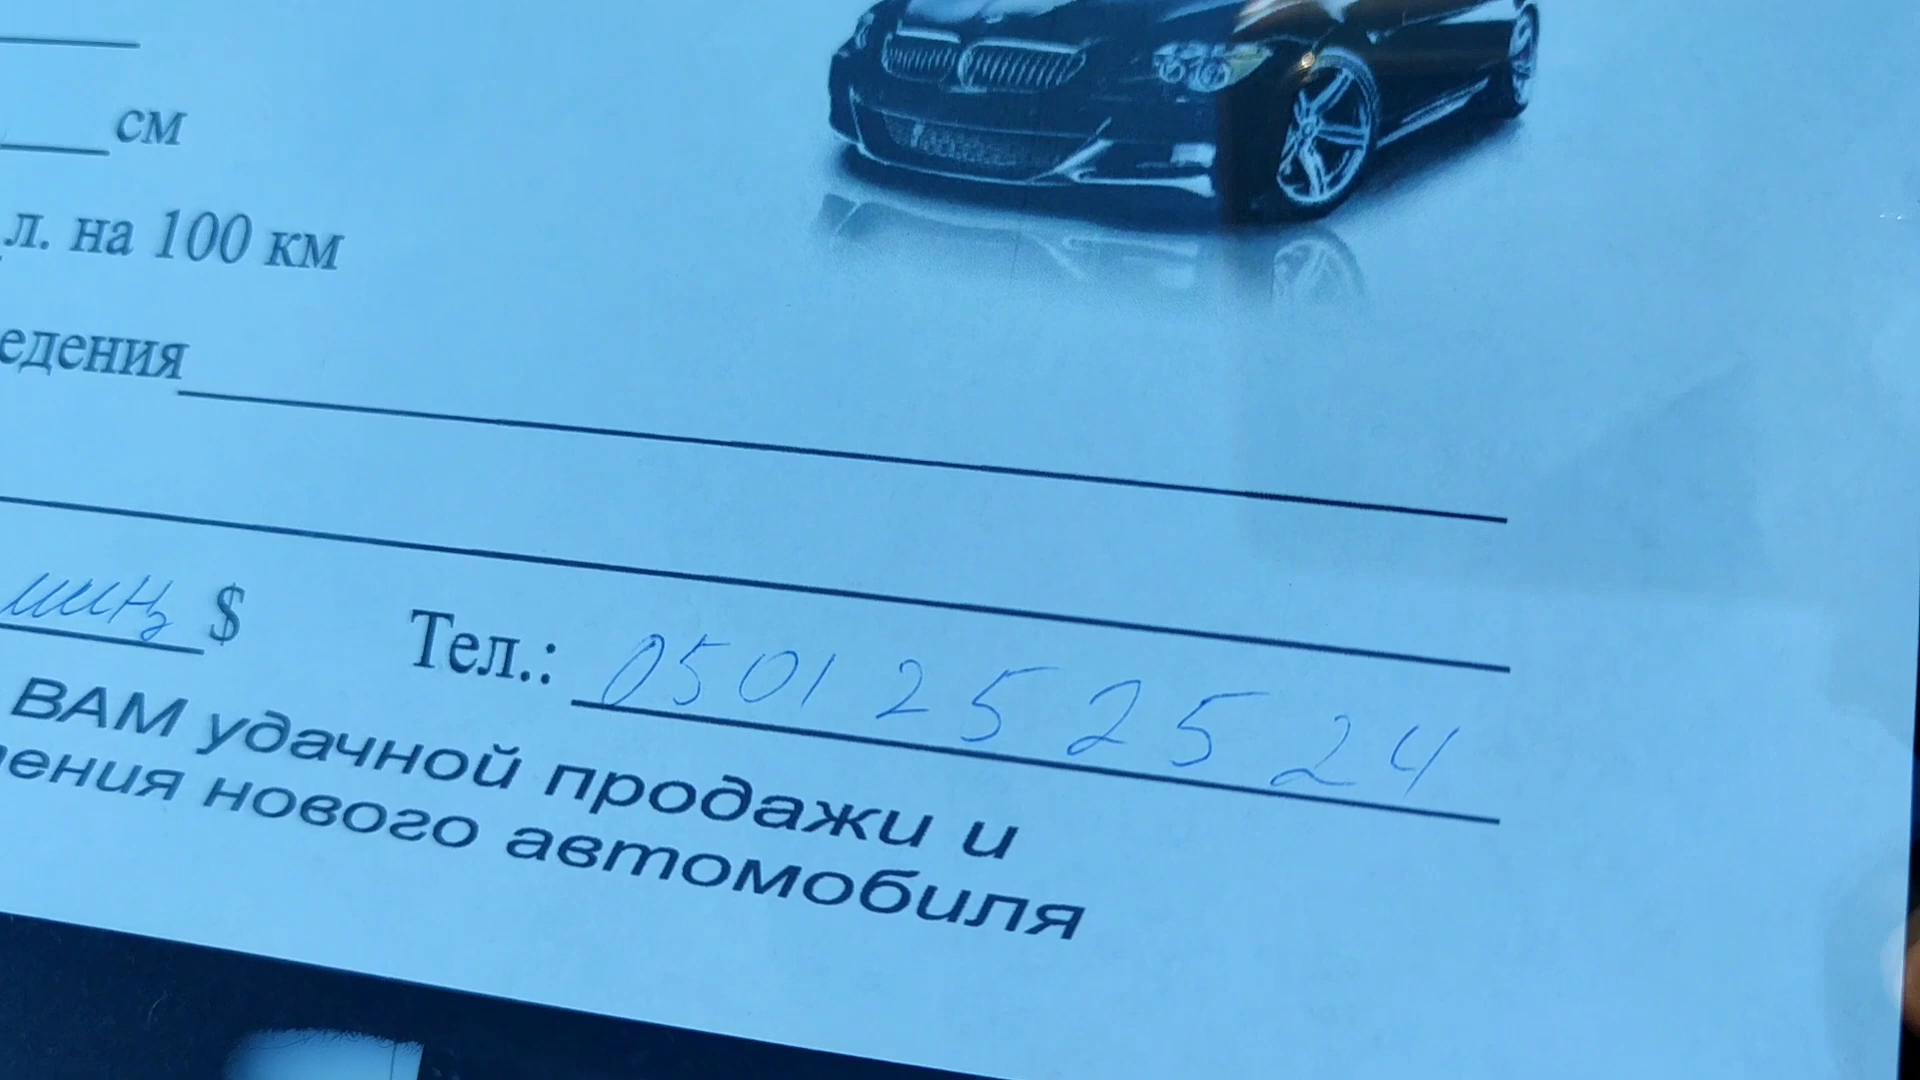 см
л. на 100 км
едения
$ Тел.: 0501252524
ВАМ удачной продажи и
ения нового автомобиля